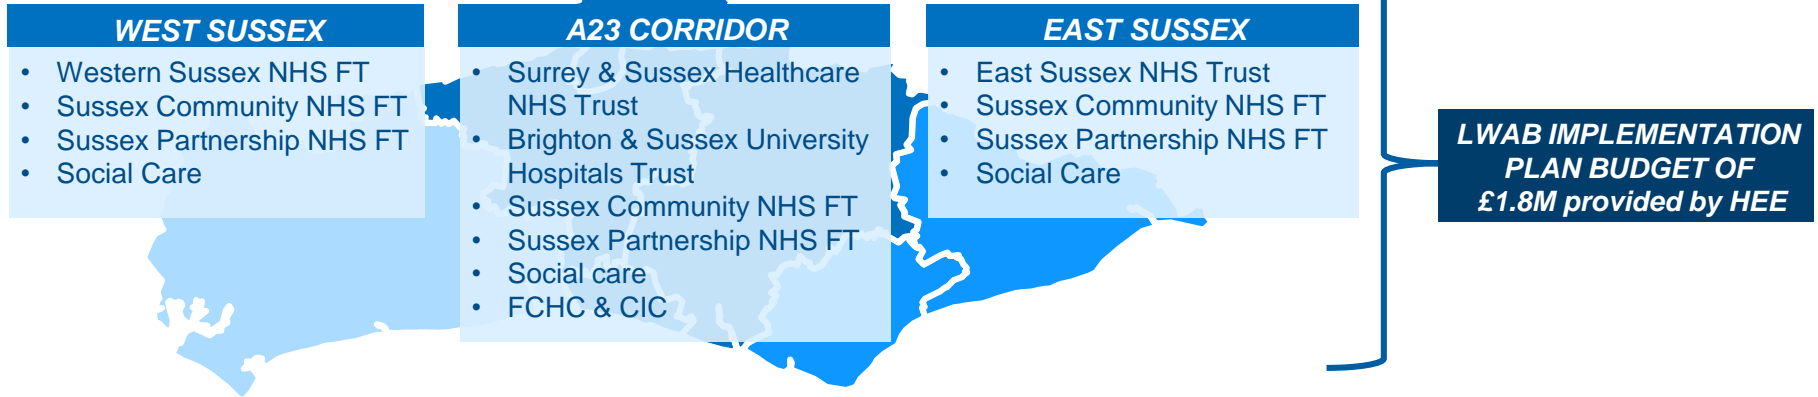 WEST SUSSEX
• Western Sussex NHS FT
• Sussex Community NHS FT
• Sussex Partnership NHS FT
• Social Care
A23 CORRIDOR
• Surrey & Sussex Healthcare
NHS Trust
• Brighton & Sussex University
Hospitals Trust
• Sussex Community NHS FT
• Sussex Partnership NHS FT
• Social care
• FCHC & CIC
EAST SUSSEX
• East Sussex NHS Trust
• Sussex Community NHS FT
• Sussex Partnership NHS FT
• Social Care
LWAB IMPLEMENTATION
PLAN BUDGET OF
£1.8M provided by HEE